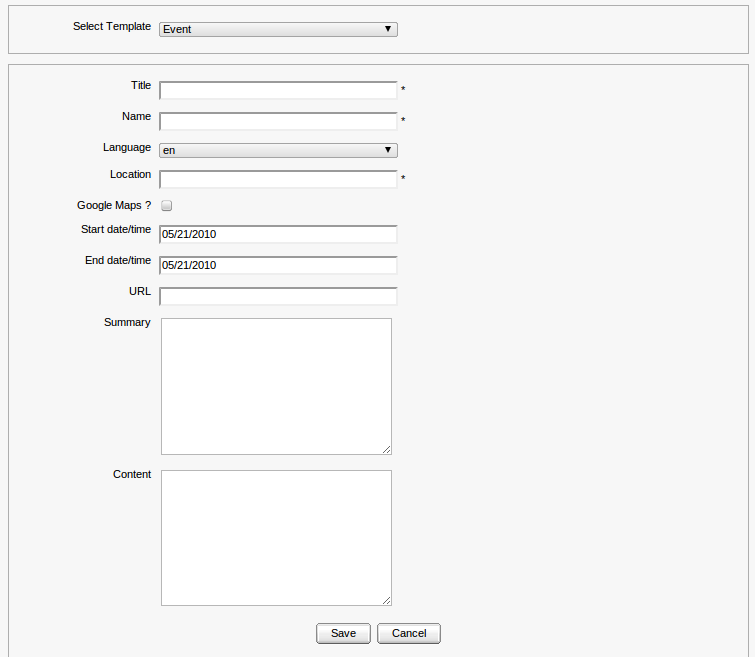 Select Template Event
Title *
Name *
Language en
Location *
Google Maps ?
Start date/time 05/21/2010
End date/time 05/21/2010
URL
Summary
Content
Save Cancel